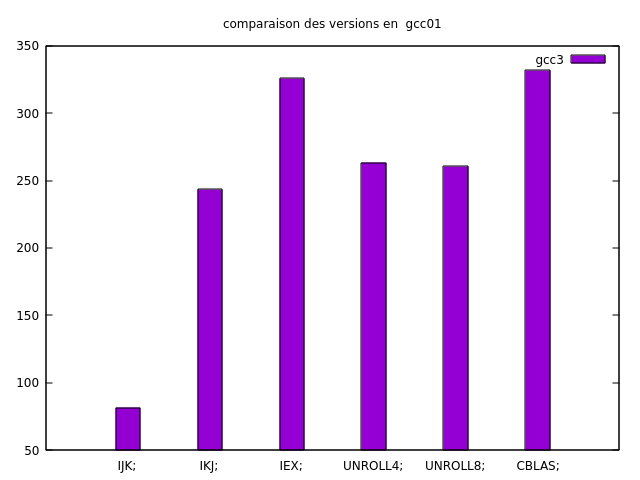 comparaison des versions en  gcc01
gcc3
350
300
250
200
150
100
50
IJK; IKJ; IEX; UNROLL4; UNROLL8; CBLAS;